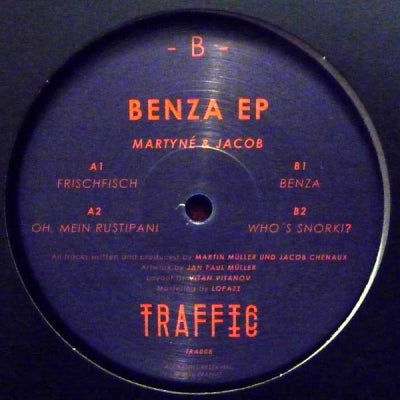 - B -
BENZA EP
MARTYNÉ & JACOB
A1 B1
FRISCHFISCH BENZA
A2 B2
OH, MEIN RUSTIPANI WHO´S SNORKI?
All tracks written and produced by MARTIN MÜLLER UND JACOB CHENAUX
Artwork by JAN PAUL MÜLLER
Layout by VITAN VITANOV
Mastering by LOPAZZ
TRAFFIC